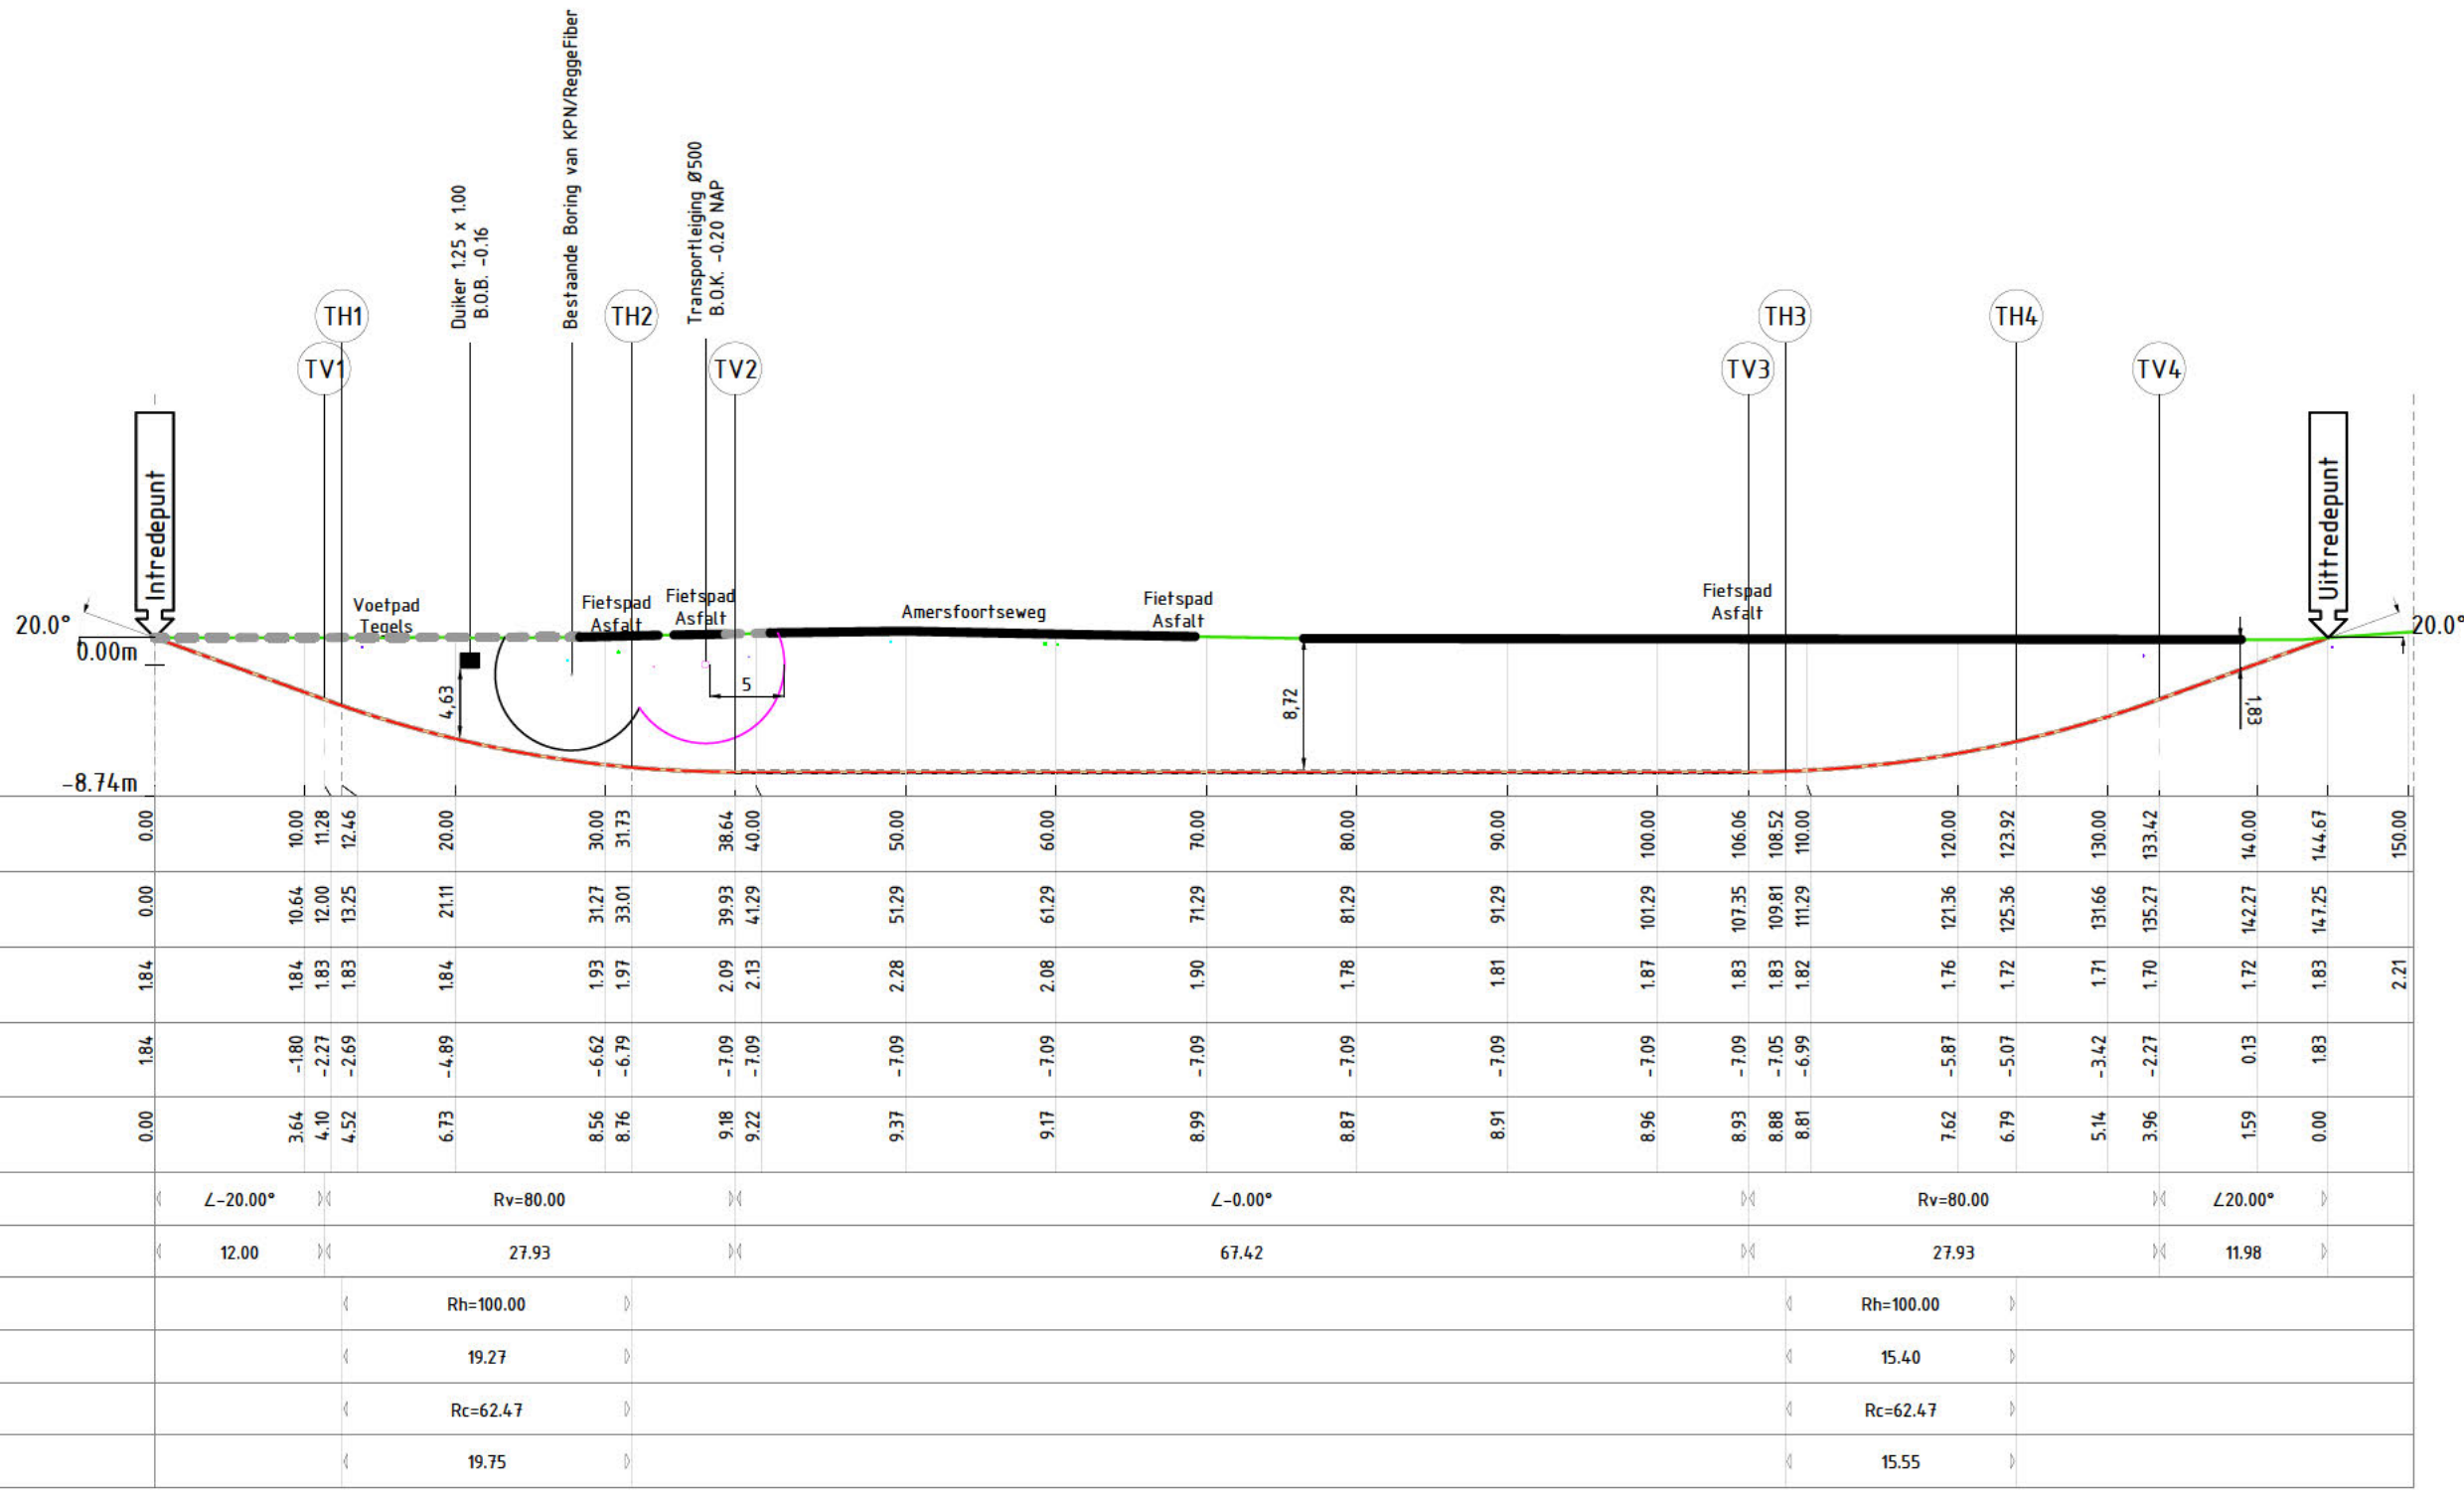 Duiker 1.25 x 1.00
B.O.B. -0.16
Bestaande Boring van KPN/ReggeFiber
Transportleiging Ø500
B.O.K. -0.20 NAP
TH1
TH2
TH3
TH4
TV1
TV2
TV3
TV4
Intredepunt
Uittredepunt
20.0°
0.00m
-8.74m
Voetpad
Tegels
Fietspad
Asfalt
Fietspad
Asfalt
Amersfoortseweg
Fietspad
Asfalt
Fietspad
Asfalt
20.0°
4,63
5
8,72
1,83
0.00 10.00 11.28 12.46 20.00 30.00 31.73 38.64 40.00 50.00 60.00 70.00 80.00 90.00 100.00 106.06 108.52 110.00 120.00 123.92 130.00 133.42 140.00 144.67 150.00
0.00 10.64 12.00 13.25 21.11 31.27 33.01 39.93 41.29 51.29 61.29 71.29 81.29 91.29 101.29 107.35 109.81 111.29 121.36 125.36 131.66 135.27 142.27 147.25
1.84 1.84 1.83 1.83 1.84 1.93 1.97 2.09 2.13 2.28 2.08 1.90 1.78 1.81 1.87 1.83 1.83 1.82 1.76 1.72 1.71 1.70 1.72 1.83 2.21
1.84 -1.80 -2.27 -2.69 -4.89 -6.62 -6.79 -7.09 -7.09 -7.09 -7.09 -7.09 -7.09 -7.09 -7.09 -7.09 -7.05 -6.99 -5.87 -5.07 -3.42 -2.27 0.13 1.83
0.00 3.64 4.10 4.52 6.73 8.56 8.76 9.18 9.22 9.37 9.17 8.99 8.87 8.91 8.96 8.93 8.88 8.81 7.62 6.79 5.14 3.96 1.59 0.00
∠-20.00° Rv=80.00 ∠-0.00° Rv=80.00 ∠20.00°
12.00 27.93 67.42 27.93 11.98
Rh=100.00 Rh=100.00
19.27 15.40
Rc=62.47 Rc=62.47
19.75 15.55